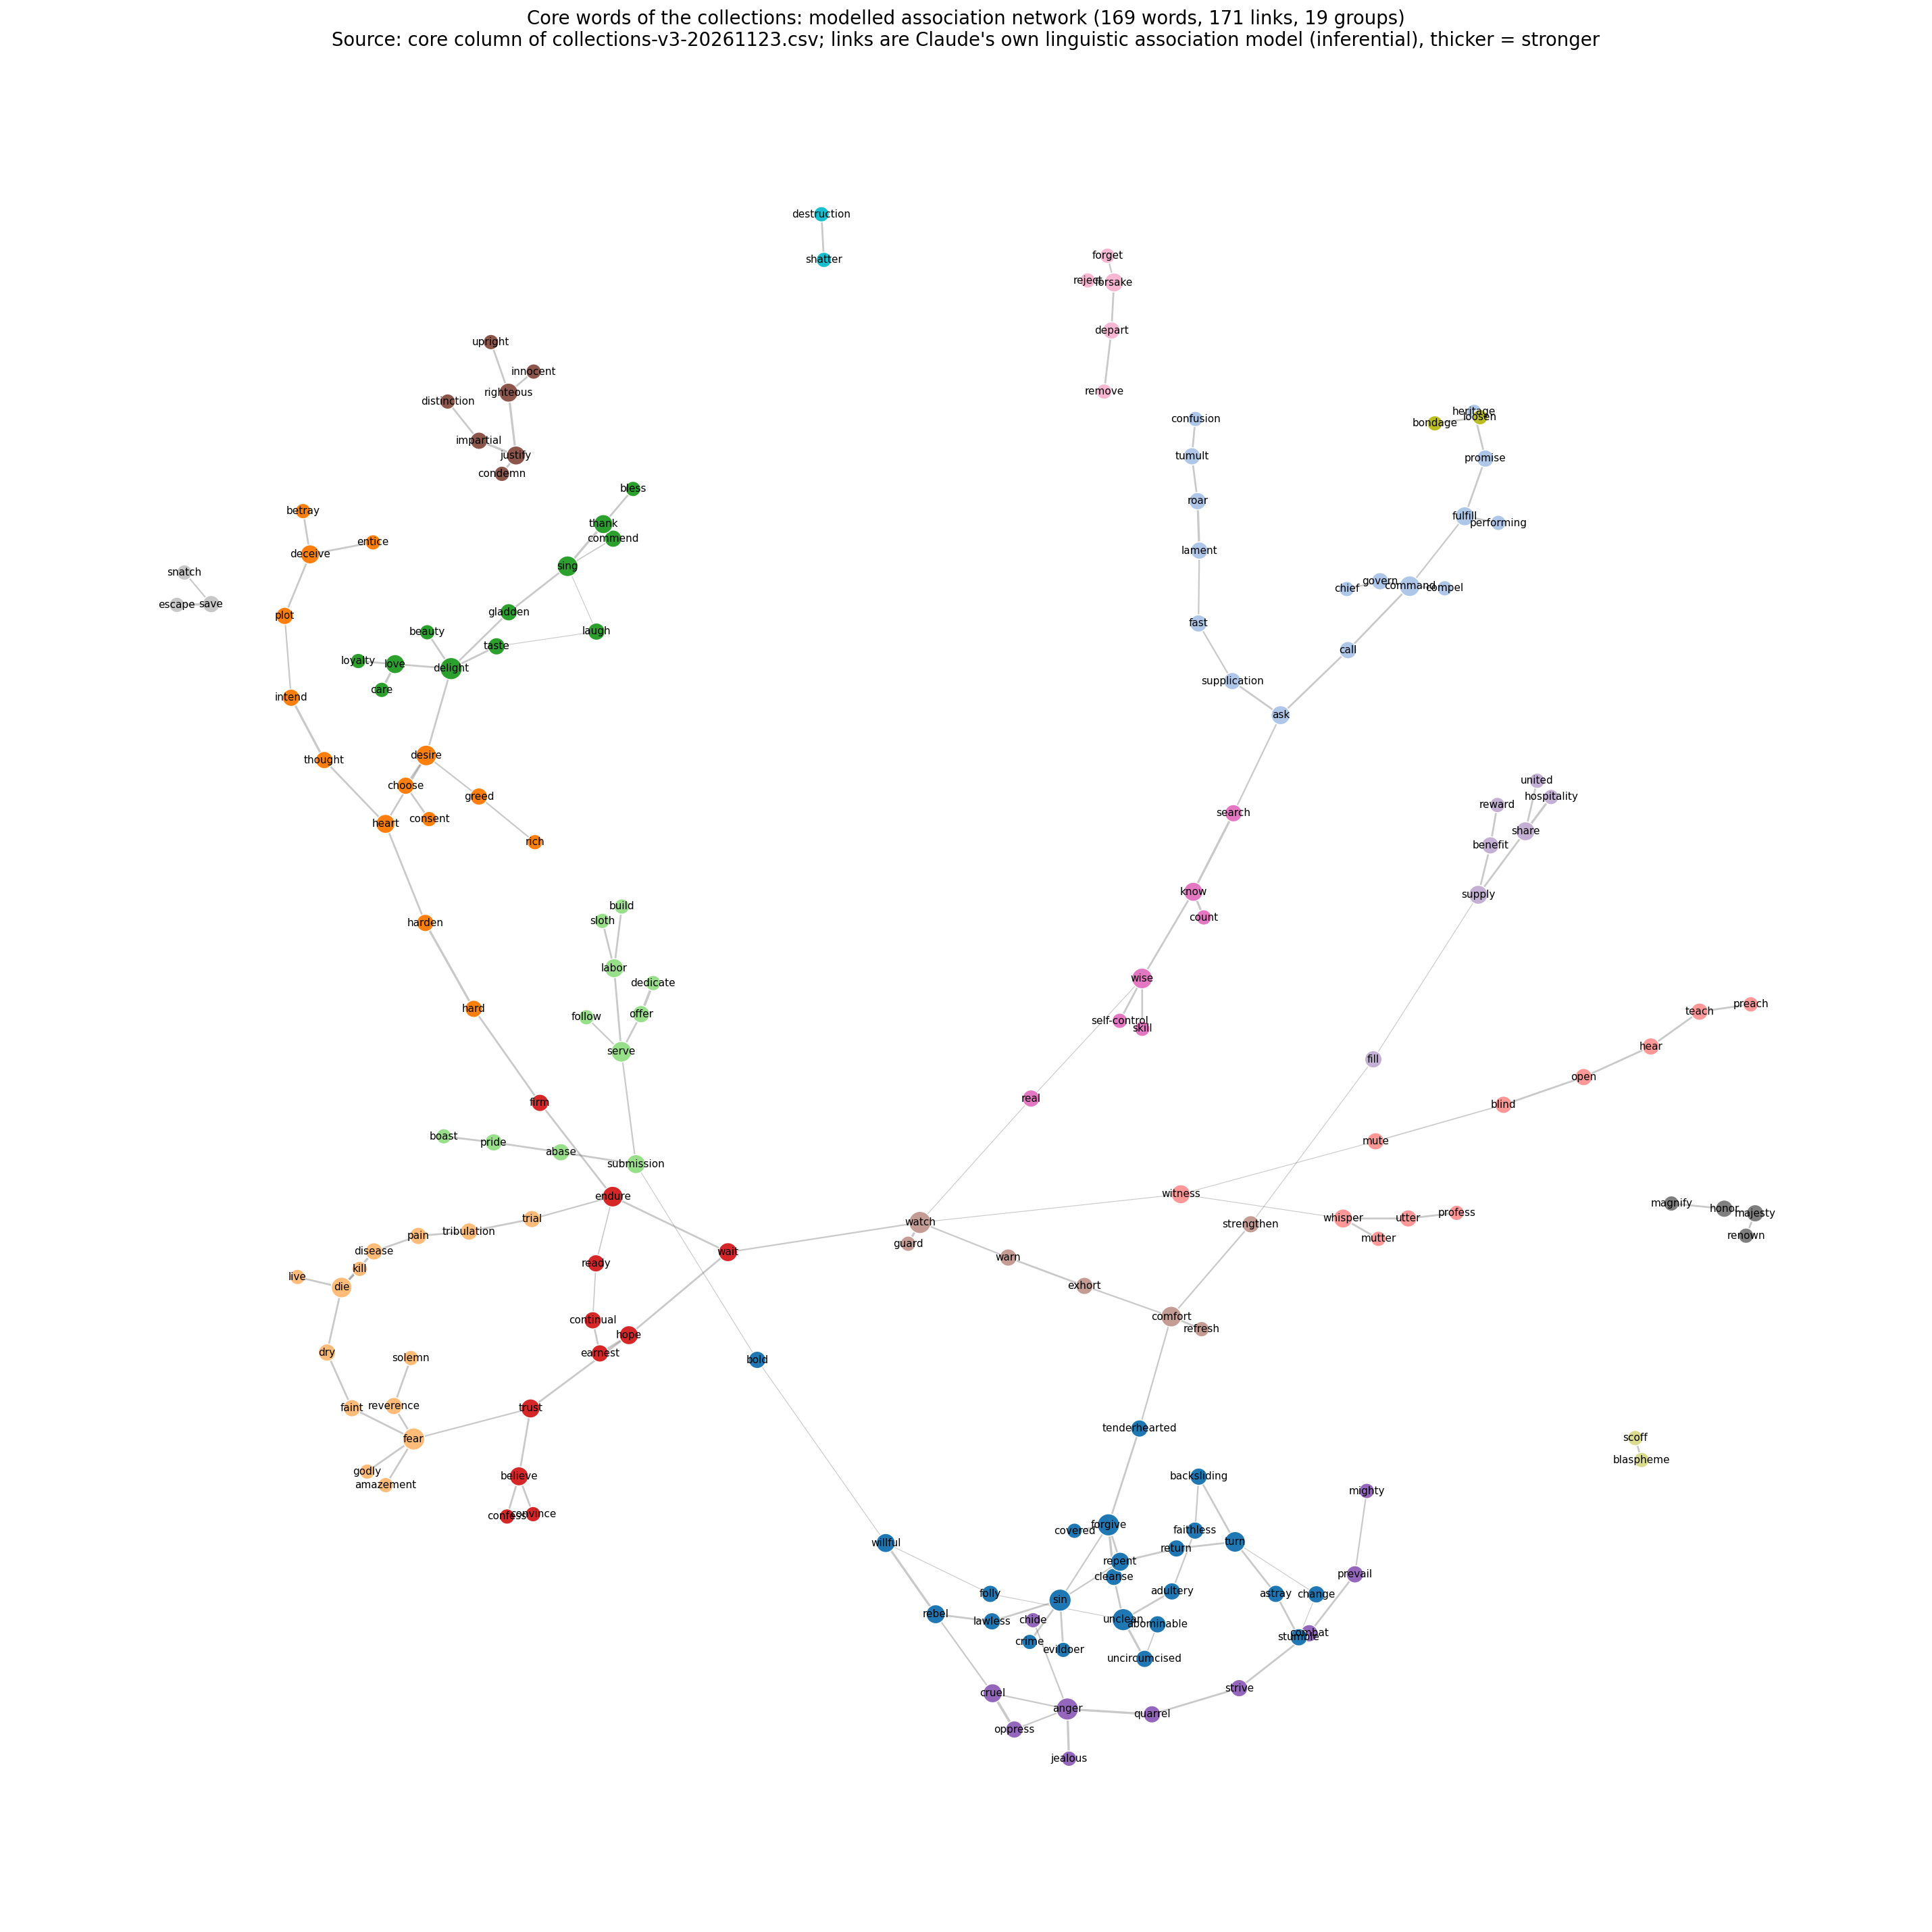 Core words of the collections: modelled association network (169 words, 171 links, 19 groups)
Source: core column of collections-v3-20261123.csv; links are Claude's own linguistic association model (inferential), thicker = stronger
destruction
shatter
forget
reject
forsake
depart
remove
upright
innocent
righteous
distinction
impartial
justify
condemn
confusion
tumult
roar
lament
fast
supplication
ask
heritage
loosen
bondage
promise
fulfill
performing
chief
govern
command
compel
call
bless
thank
commend
sing
gladden
laugh
taste
beauty
delight
loyalty
love
care
betray
entice
deceive
plot
intend
thought
snatch
escape
save
desire
choose
greed
consent
heart
rich
harden
hard
firm
search
know
count
wise
self-control
skill
real
united
hospitality
reward
share
benefit
supply
fill
build
sloth
labor
dedicate
offer
follow
serve
boast
pride
abase
submission
preach
teach
hear
open
blind
mute
witness
whisper
utter
profess
mutter
magnify
honor
majesty
renown
endure
trial
tribulation
pain
disease
kill
live
die
dry
faint
solemn
reverence
fear
godly
amazement
wait
ready
continual
hope
earnest
trust
believe
confess
convince
watch
guard
warn
exhort
strengthen
comfort
refresh
bold
tenderhearted
scoff
blaspheme
backsliding
mighty
covered
forgive
faithless
return
turn
repent
cleanse
willful
folly
adultery
astray
change
prevail
sin
rebel
lawless
chide
unclean
abominable
crime
evildoer
uncircumcised
combat
stumble
cruel
strive
anger
quarrel
oppress
jealous